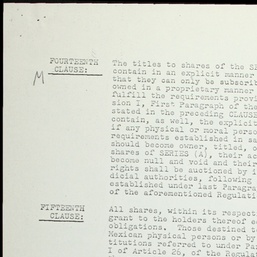 FOURTEENTH
CLAUSE:
M
The titles to shares of the SE
contain in an explicit manner
that they can only be subscrib
owned in a proprietary manner
fulfill the requirements provi
sion I, First Paragraph of the
stated in the preceding CLAUSE
contain, as well, the explicit
if any physical or moral perso
requirements established in sa
should become owner, titled, o
shares of SERIES (A), their ac
become null and void and their
rights shall be auctioned by i
dicial authorities, following
established under last Paragra
of the aforementioned Regulati
FIFTEENTH
CLAUSE:
All shares, within its respect
grant to the holders thereof e
obligations. Those destined t
Mexican physical persons or by
titutions referred to under Pa
I of Article 26, of the Regula